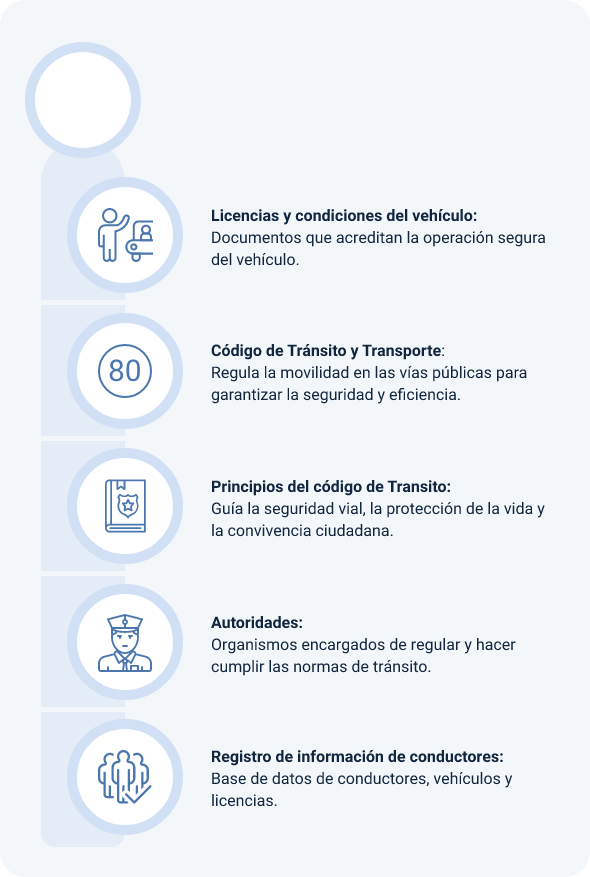 Licencias y condiciones del vehículo:
Documentos que acreditan la operación segura
del vehículo.
Código de Tránsito y Transporte:
80
Regula la movilidad en las vías públicas para
garantizar la seguridad y eficiencia.
Principios del código de Transito:
Guía la seguridad vial, la protección de la vida y
la convivencia ciudadana.
Autoridades:
Organismos encargados de regular y hacer
cumplir las normas de tránsito.
Registro de información de conductores:
Base de datos de conductores, vehículos y
licencias.